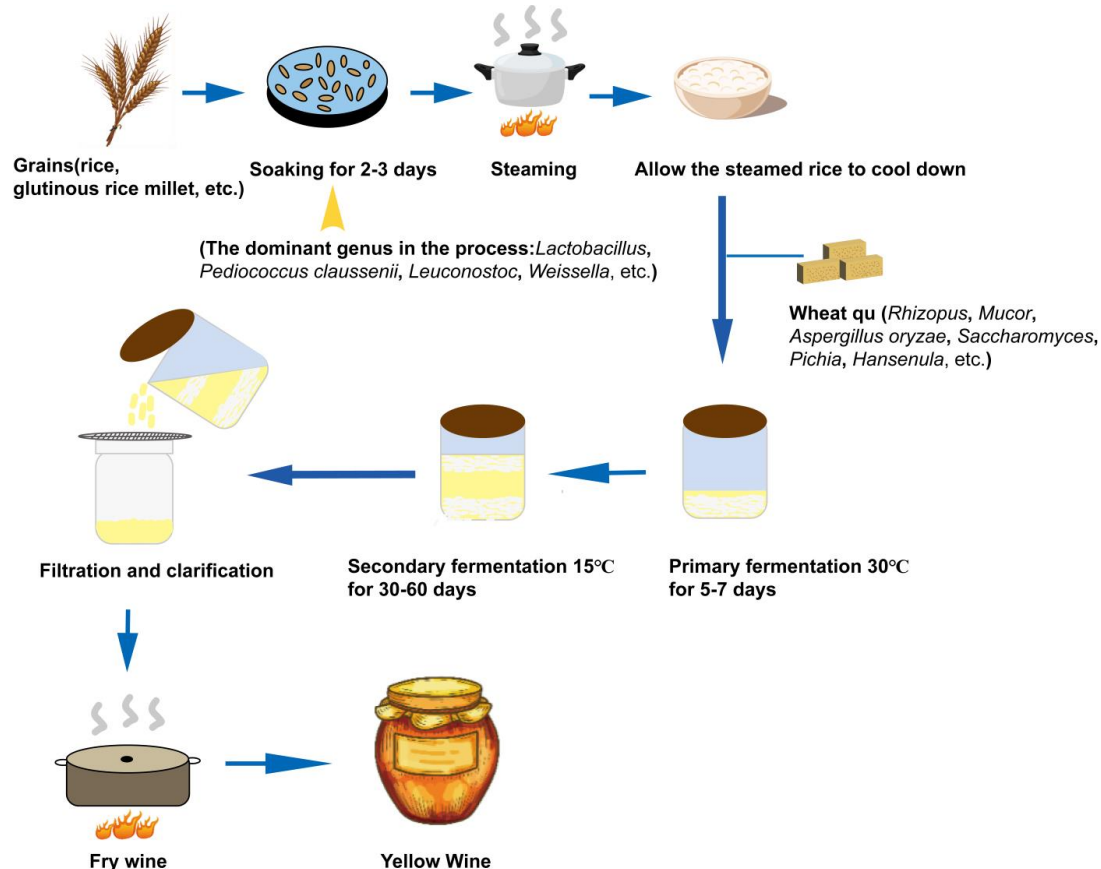 Grains(rice,
glutinous rice millet, etc.)
Soaking for 2-3 days
Steaming
Allow the steamed rice to cool down
(The dominant genus in the process:Lactobacillus,
Pediococcus claussenii, Leuconostoc, Weissella, etc.)
Wheat qu (Rhizopus, Mucor,
Aspergillus oryzae, Saccharomyces,
Pichia, Hansenula, etc.)
Primary fermentation 30℃
for 5-7 days
Secondary fermentation 15℃
for 30-60 days
Filtration and clarification
Fry wine
Yellow Wine